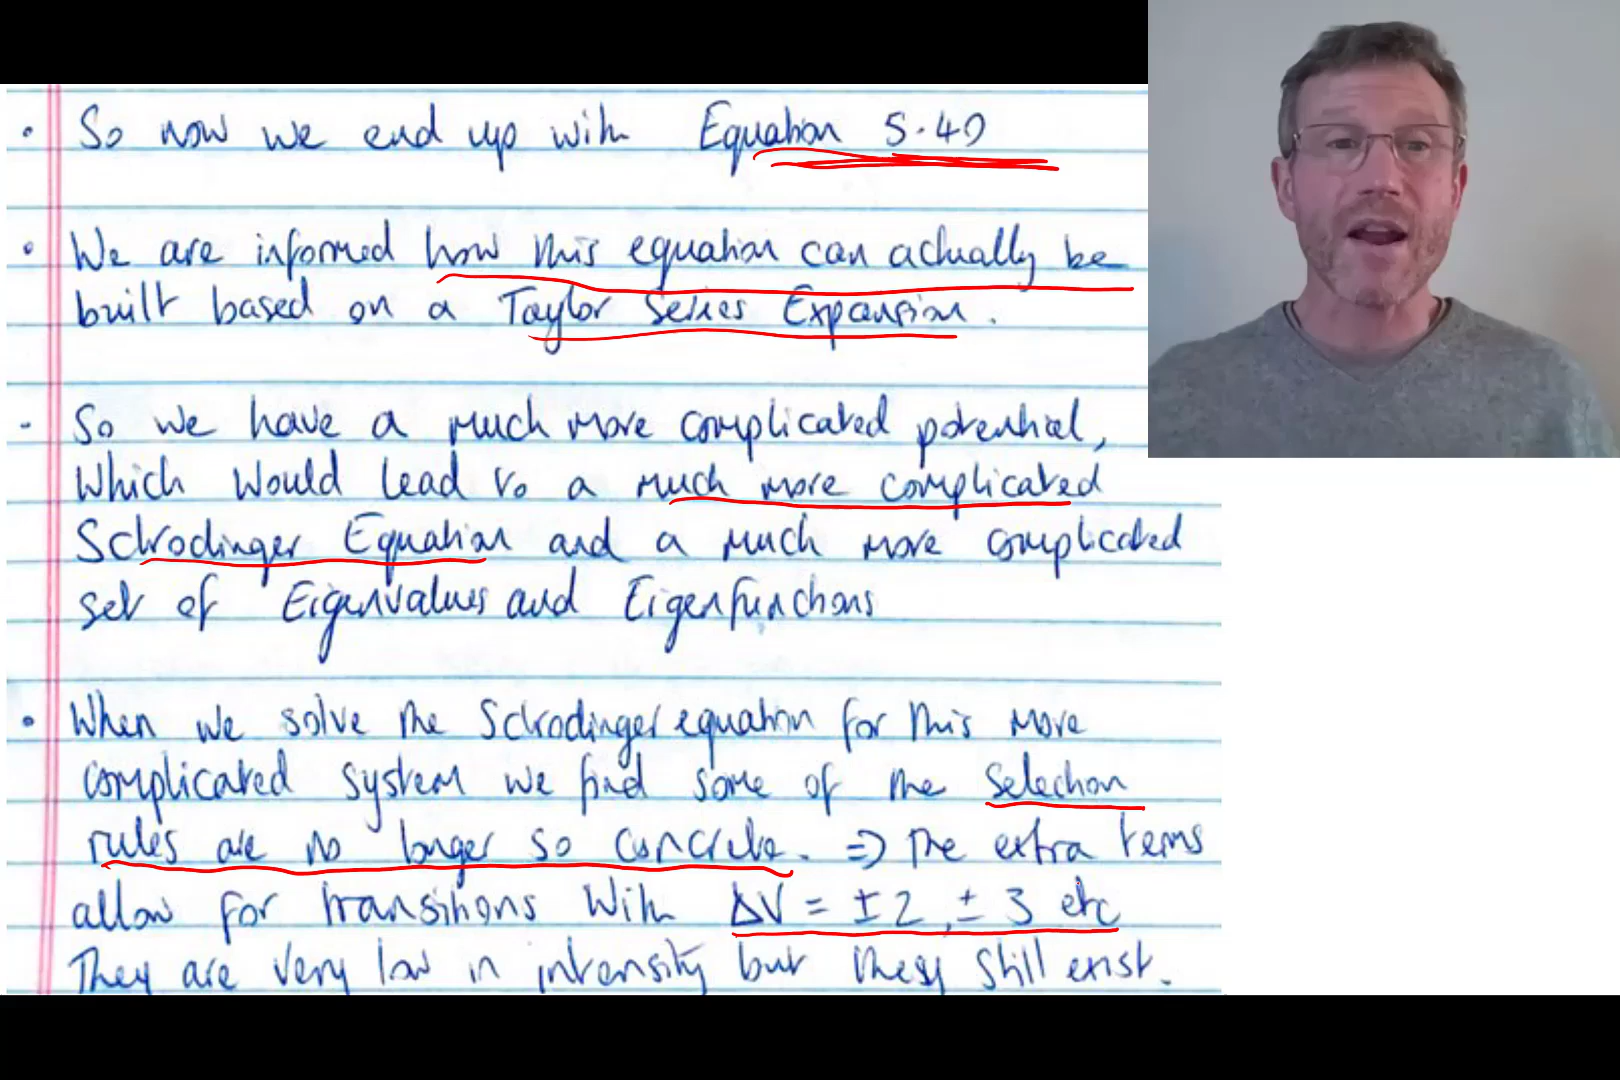 • So now we end up with Equation 5.40
• We are informed how this equation can actually be
built based on a Taylor Series Expansion.
- So we have a much more complicated potential,
which would lead to a much more complicated
Schrodinger Equation and a much more complicated
set of Eigenvalues and Eigenfunctions
• When we solve the Schrodinger equation for this more
complicated system we find some of the selection
rules are no longer so concrete. ⇒ The extra terms
allow for transitions with ΔV = ±2, ±3 etc
They are very low in intensity but they still exist.